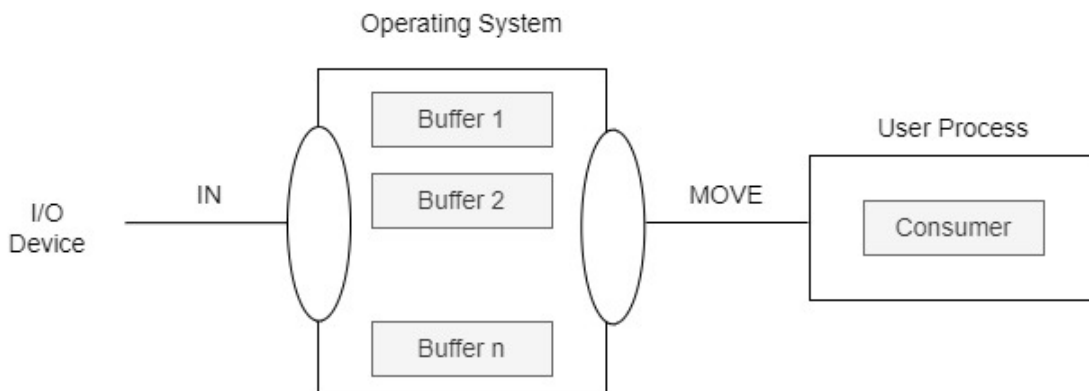 Operating System
Buffer 1
User Process
IN
Buffer 2
MOVE
I/O
Device
Consumer
Buffer n